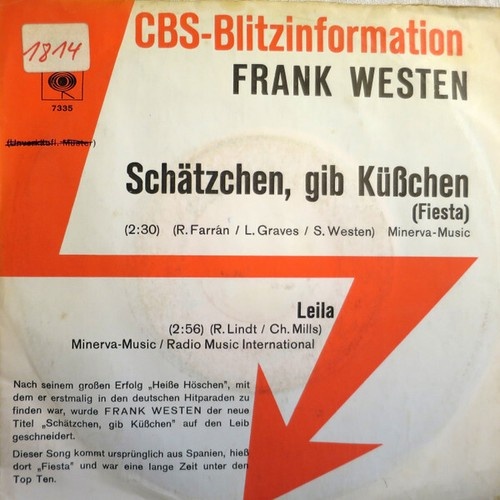 1814
CBS-Blitzinformation
FRANK WESTEN
7335
(Unverkäufl. Muster)
Schätzchen, gib Küßchen
(Fiesta)
(2:30) (R. Farrán / L. Graves / S. Westen) Minerva-Music
Leila
(2:56) (R. Lindt / Ch. Mills)
Minerva-Music / Radio Music International
Nach seinem großen Erfolg „Heiße Höschen", mit
dem er erstmalig in den deutschen Hitparaden zu
finden war, wurde FRANK WESTEN der neue
Titel „Schätzchen, gib Küßchen" auf den Leib
geschneidert.
Dieser Song kommt ursprünglich aus Spanien, hieß
dort „Fiesta" und war eine lange Zeit unter den
Top Ten.